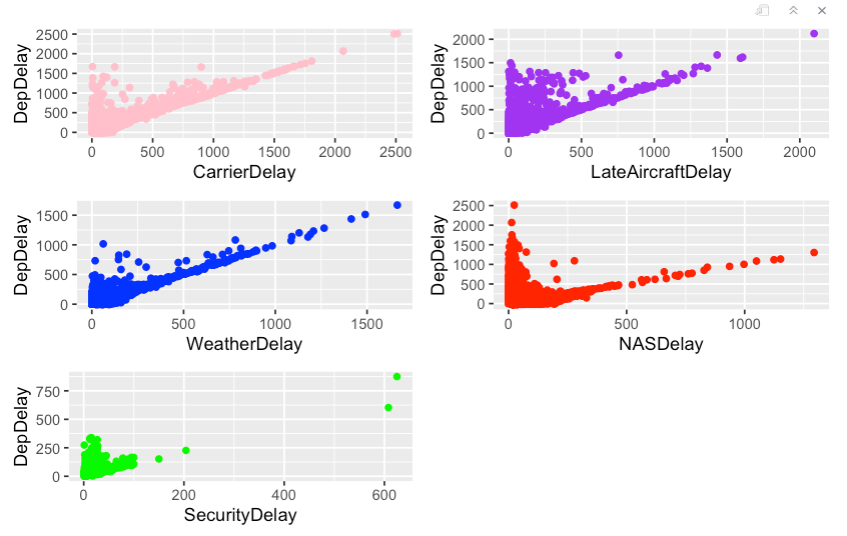 DepDelay
2500
2000
1500
1000
500
0
0 500 1000 1500 2000 2500
CarrierDelay
DepDelay
2000
1500
1000
500
0
0 500 1000 1500 2000
LateAircraftDelay
DepDelay
1500
1000
500
0
0 500 1000 1500
WeatherDelay
DepDelay
2500
2000
1500
1000
500
0
0 500 1000
NASDelay
DepDelay
750
500
250
0
0 200 400 600
SecurityDelay